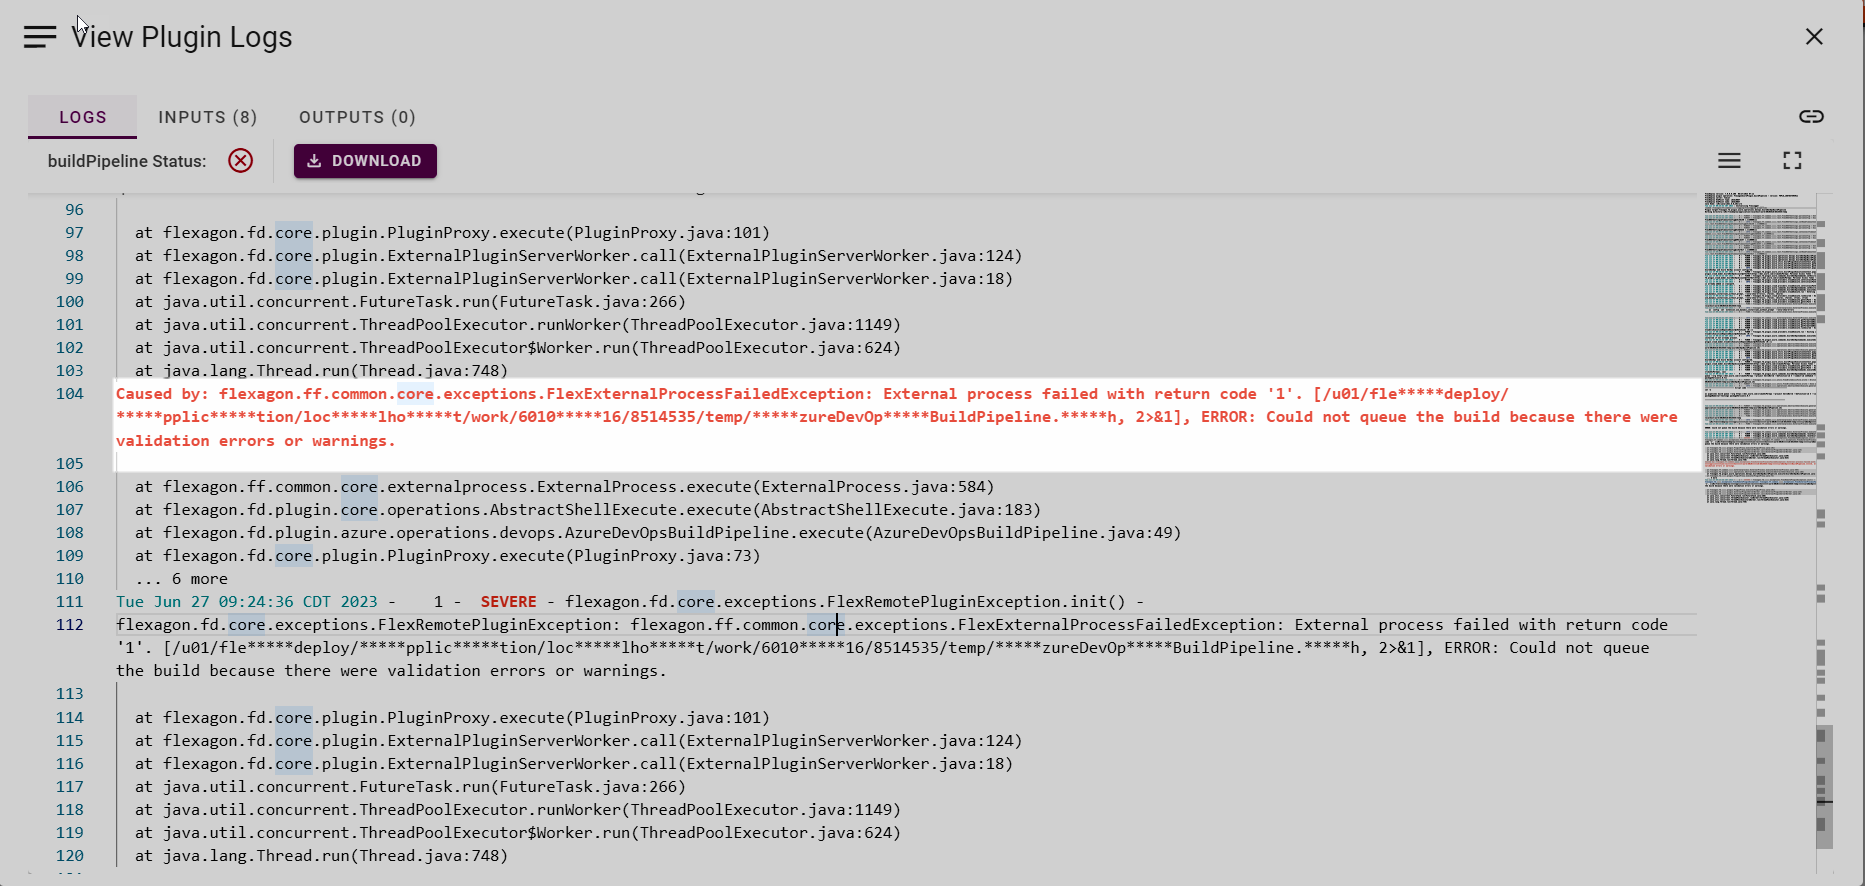 View Plugin Logs
LOGS
INPUTS (8)
OUTPUTS (0)
buildPipeline Status:
DOWNLOAD
96
97 at flexagon.fd.core.plugin.PluginProxy.execute(PluginProxy.java:101)
98 at flexagon.fd.core.plugin.ExternalPluginServerWorker.call(ExternalPluginServerWorker.java:124)
99 at flexagon.fd.core.plugin.ExternalPluginServerWorker.call(ExternalPluginServerWorker.java:18)
100 at java.util.concurrent.FutureTask.run(FutureTask.java:266)
101 at java.util.concurrent.ThreadPoolExecutor.runWorker(ThreadPoolExecutor.java:1149)
102 at java.util.concurrent.ThreadPoolExecutor$Worker.run(ThreadPoolExecutor.java:624)
103 at java.lang.Thread.run(Thread.java:748)
104 Caused by: flexagon.ff.common.core.exceptions.FlexExternalProcessFailedException: External process failed with return code '1'. [/u01/fle*****deploy/
*****pplic*****tion/loc*****lho*****t/work/6010*****16/8514535/temp/*****zureDevOp*****BuildPipeline.*****h, 2>&1], ERROR: Could not queue the build because there were
validation errors or warnings.
105
106 at flexagon.ff.common.core.externalprocess.ExternalProcess.execute(ExternalProcess.java:584)
107 at flexagon.fd.plugin.core.operations.AbstractShellExecute.execute(AbstractShellExecute.java:183)
108 at flexagon.fd.plugin.azure.operations.devops.AzureDevOpsBuildPipeline.execute(AzureDevOpsBuildPipeline.java:49)
109 at flexagon.fd.core.plugin.PluginProxy.execute(PluginProxy.java:73)
110 ... 6 more
111 Tue Jun 27 09:24:36 CDT 2023 - 1 - SEVERE - flexagon.fd.core.exceptions.FlexRemotePluginException.init() -
112 flexagon.fd.core.exceptions.FlexRemotePluginException: flexagon.ff.common.core.exceptions.FlexExternalProcessFailedException: External process failed with return code
'1'. [/u01/fle*****deploy/*****pplic*****tion/loc*****lho*****t/work/6010*****16/8514535/temp/*****zureDevOp*****BuildPipeline.*****h, 2>&1], ERROR: Could not queue
the build because there were validation errors or warnings.
113
114 at flexagon.fd.core.plugin.PluginProxy.execute(PluginProxy.java:101)
115 at flexagon.fd.core.plugin.ExternalPluginServerWorker.call(ExternalPluginServerWorker.java:124)
116 at flexagon.fd.core.plugin.ExternalPluginServerWorker.call(ExternalPluginServerWorker.java:18)
117 at java.util.concurrent.FutureTask.run(FutureTask.java:266)
118 at java.util.concurrent.ThreadPoolExecutor.runWorker(ThreadPoolExecutor.java:1149)
119 at java.util.concurrent.ThreadPoolExecutor$Worker.run(ThreadPoolExecutor.java:624)
120 at java.lang.Thread.run(Thread.java:748)